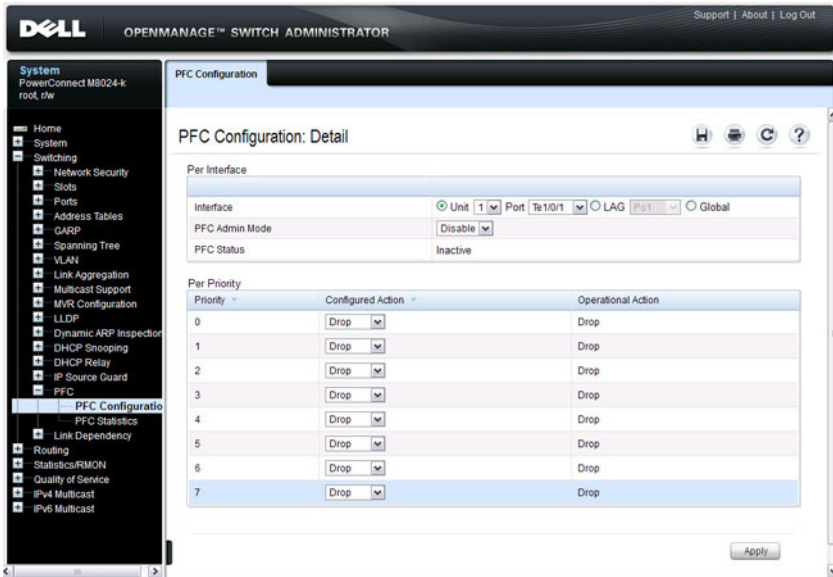 Support | About | Log Out
DELL OPENMANAGE™ SWITCH ADMINISTRATOR
System
PowerConnect M8024-k
root, r/w
Home
System
Switching
Network Security
Slots
Ports
Address Tables
GARP
Spanning Tree
VLAN
Link Aggregation
Multicast Support
MVR Configuration
LLDP
Dynamic ARP Inspection
DHCP Snooping
DHCP Relay
IP Source Guard
PFC
PFC Configuratio
PFC Statistics
Link Dependency
Routing
Statistics/RMON
Quality of Service
IPv4 Multicast
IPv6 Multicast
PFC Configuration
PFC Configuration: Detail
Per Interface
Interface Unit 1 Port Te1/0/1 LAG Po1 Global
PFC Admin Mode Disable
PFC Status Inactive
Per Priority
Priority Configured Action Operational Action
0 Drop Drop
1 Drop Drop
2 Drop Drop
3 Drop Drop
4 Drop Drop
5 Drop Drop
6 Drop Drop
7 Drop Drop
Apply